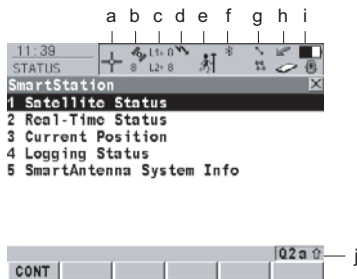 a b c d e f g h i
11:39 L1= 0
STATUS 8 L2= 8
SmartStation
1 Satellite Status
2 Real-Time Status
3 Current Position
4 Logging Status
5 SmartAntenna System Info
Q2a⇧ j
CONT